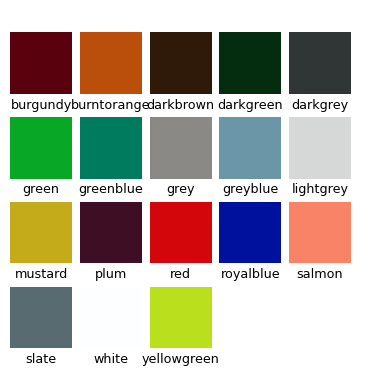 burgundy burntorange darkbrown darkgreen darkgrey
green greenblue grey greyblue lightgrey
mustard plum red royalblue salmon
slate white yellowgreen